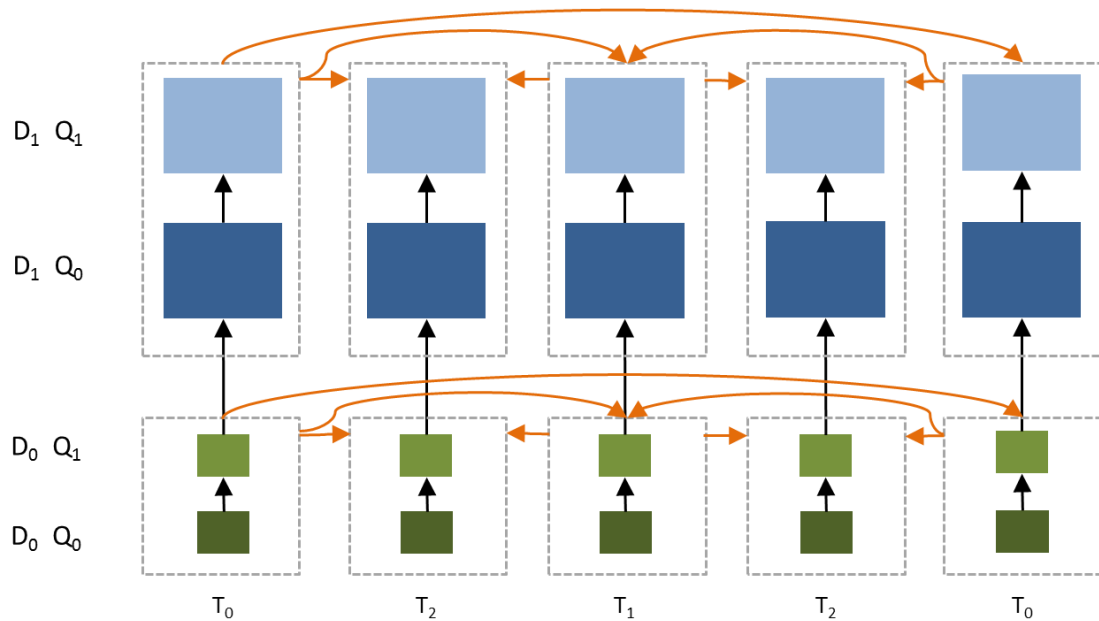 D₁ Q₁
D₁ Q₀
D₀ Q₁
D₀ Q₀
T₀ T₂ T₁ T₂ T₀